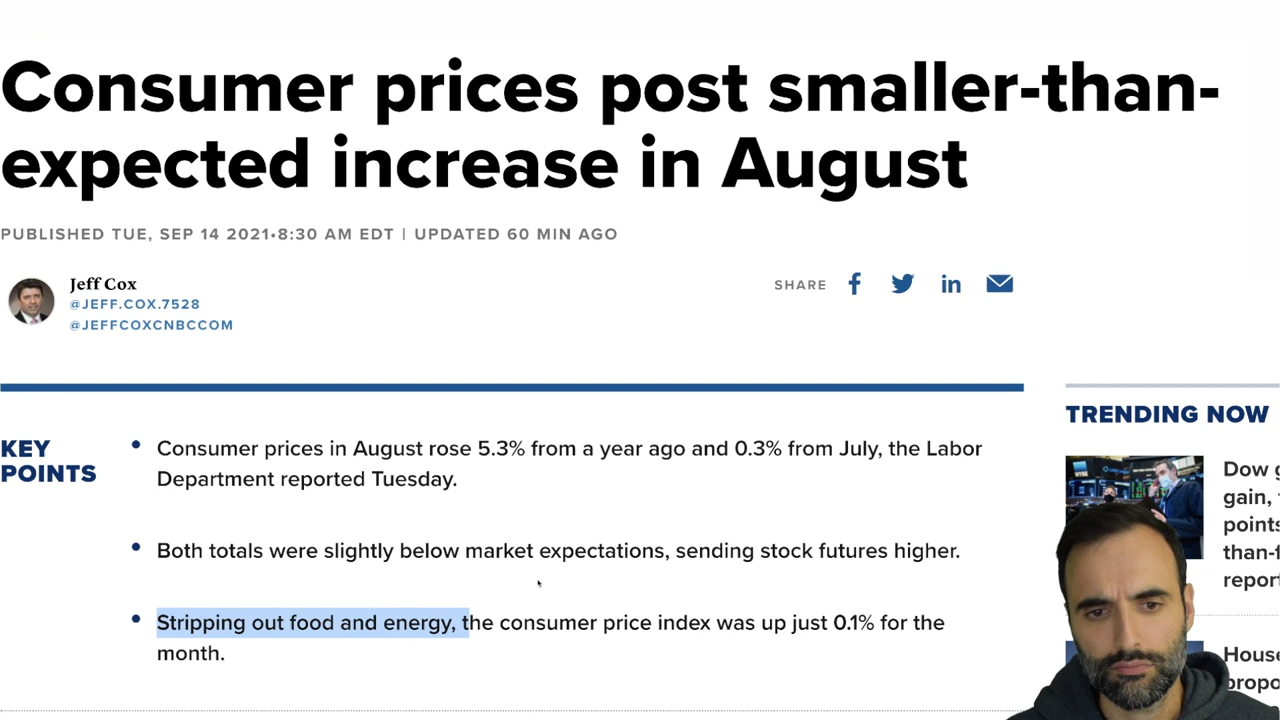 Consumer prices post smaller-than-
expected increase in August
PUBLISHED TUE, SEP 14 2021•8:30 AM EDT | UPDATED 60 MIN AGO
Jeff Cox
@JEFF.COX.7528
@JEFFCOXCNBCCOM
SHARE
KEY
POINTS
• Consumer prices in August rose 5.3% from a year ago and 0.3% from July, the Labor
Department reported Tuesday.
• Both totals were slightly below market expectations, sending stock futures higher.
• Stripping out food and energy, the consumer price index was up just 0.1% for the
month.
TRENDING NOW
Dow
gain,
points
than-